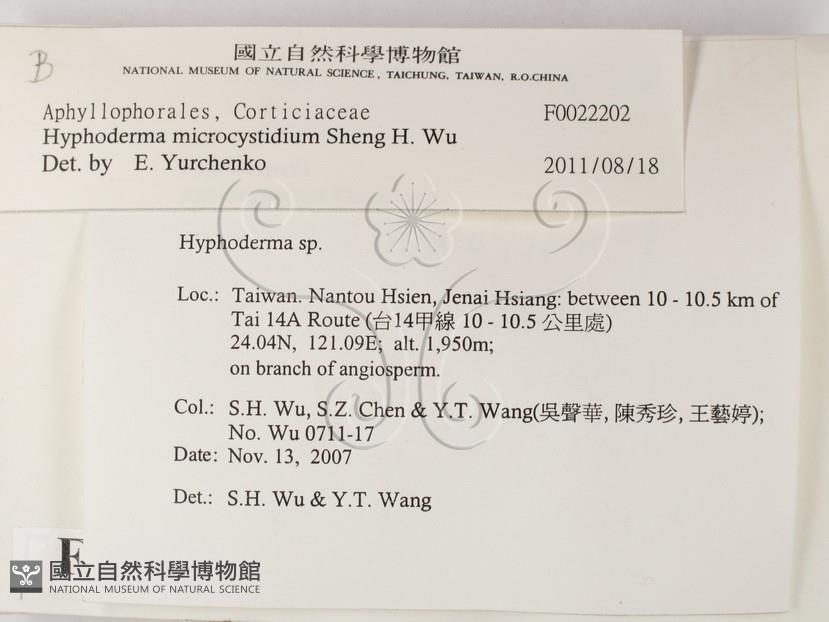 B
國立自然科學博物館
NATIONAL MUSEUM OF NATURAL SCIENCE, TAICHUNG, TAIWAN, R.O.CHINA
Aphyllophorales, Corticiaceae F0022202
Hyphoderma microcystidium Sheng H. Wu
Det. by E. Yurchenko 2011/08/18
Hyphoderma sp.
Loc.: Taiwan. Nantou Hsien, Jenai Hsiang: between 10 - 10.5 km of
Tai 14A Route (台14甲線 10 - 10.5 公里處)
24.04N, 121.09E; alt. 1,950m;
on branch of angiosperm.
Col.: S.H. Wu, S.Z. Chen & Y.T. Wang(吳聲華, 陳秀珍, 王藝婷);
No. Wu 0711-17
Date: Nov. 13, 2007
Det.: S.H. Wu & Y.T. Wang
F
國立自然科學博物館
NATIONAL MUSEUM OF NATURAL SCIENCE